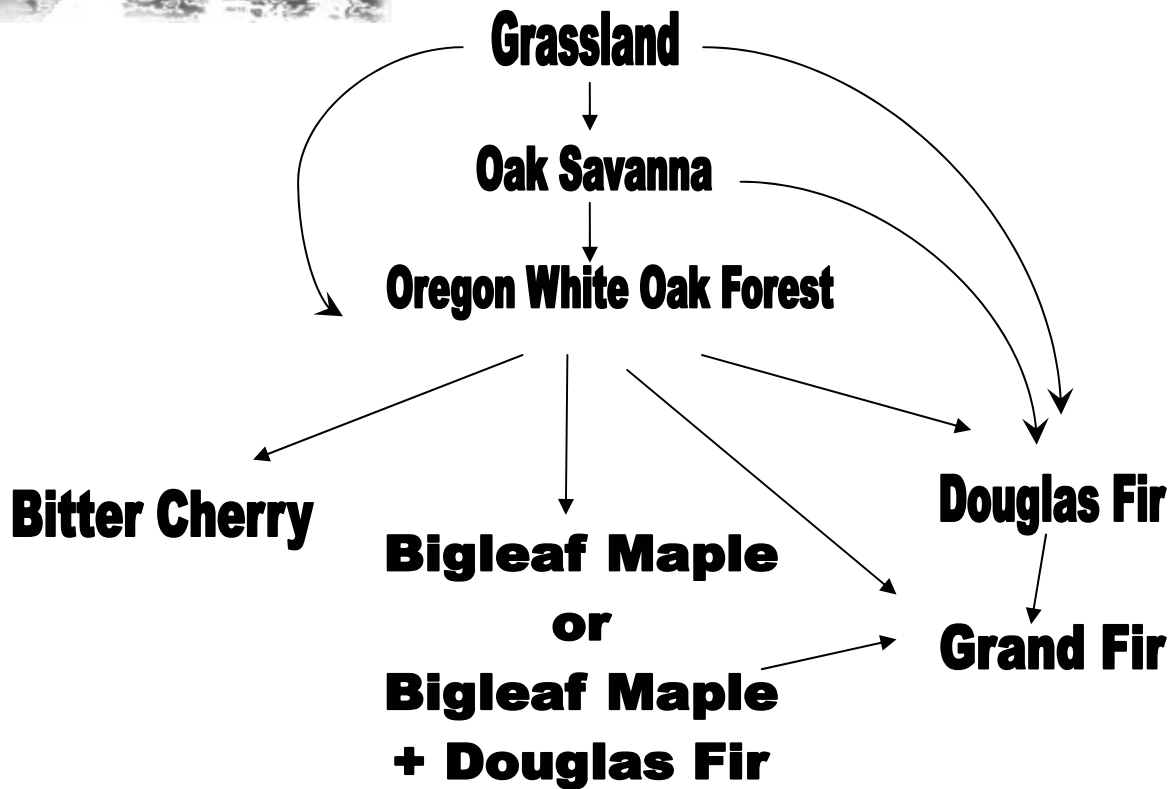 Grassland
Oak Savanna
Oregon White Oak Forest
Bitter Cherry
Bigleaf Maple
or
Bigleaf Maple
+ Douglas Fir
Douglas Fir
Grand Fir